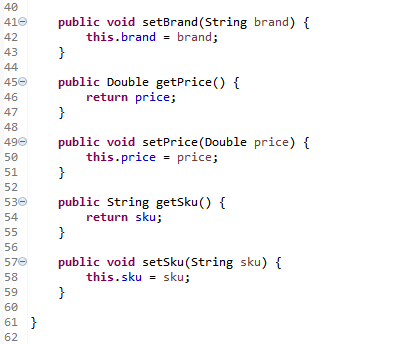 40
41    public void setBrand(String brand) {
42        this.brand = brand;
43    }
44
45    public Double getPrice() {
46        return price;
47    }
48
49    public void setPrice(Double price) {
50        this.price = price;
51    }
52
53    public String getSku() {
54        return sku;
55    }
56
57    public void setSku(String sku) {
58        this.sku = sku;
59    }
60
61 }
62